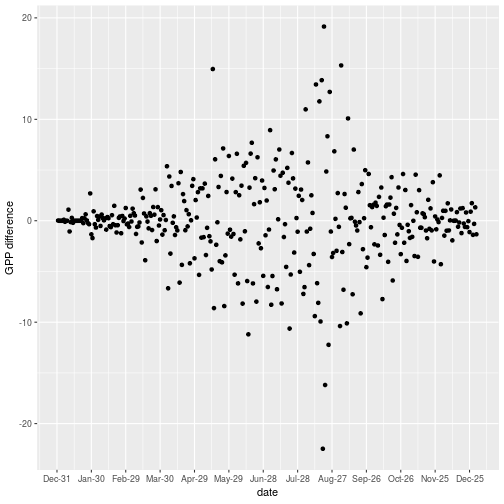 20
10
0
-10
-20
GPP difference
Dec-31 Jan-30 Feb-29 Mar-30 Apr-29 May-29 Jun-28 Jul-28 Aug-27 Sep-26 Oct-26 Nov-25 Dec-25
date